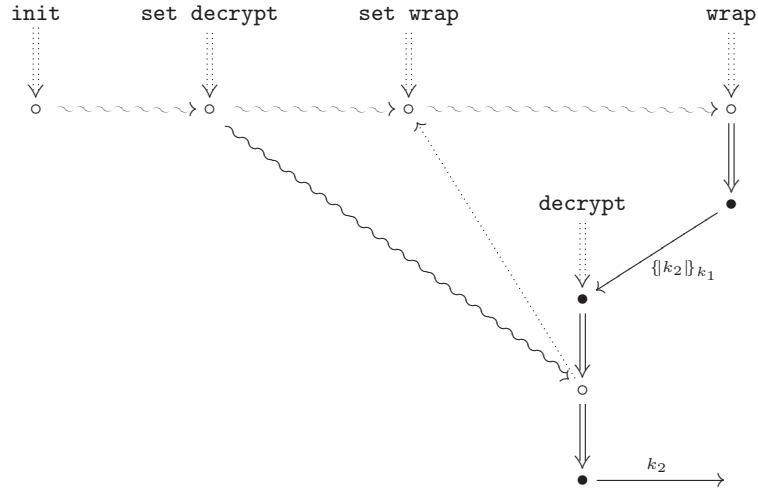 init set decrypt set wrap wrap
decrypt
{|k₂|}ₖ₁
k₂